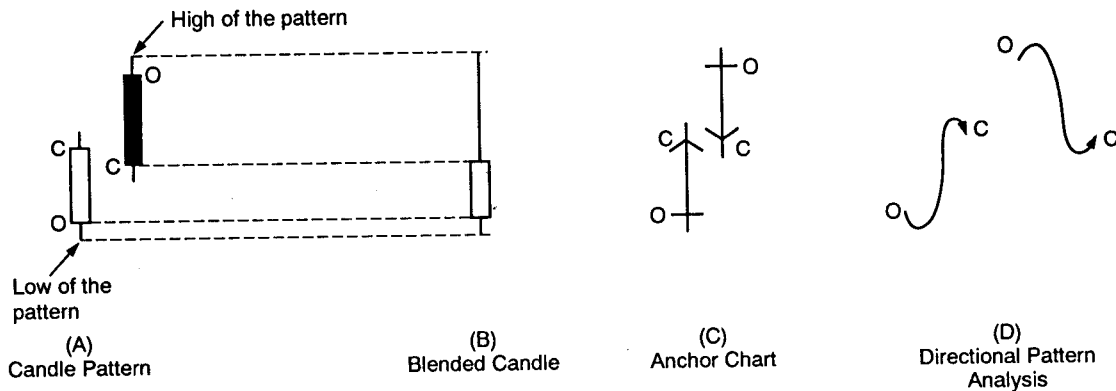 High of the pattern
O
C
C
O
Low of the
pattern
(A)
Candle Pattern
(B)
Blended Candle
O
C
C
O
(C)
Anchor Chart
O
C
O
C
(D)
Directional Pattern
Analysis